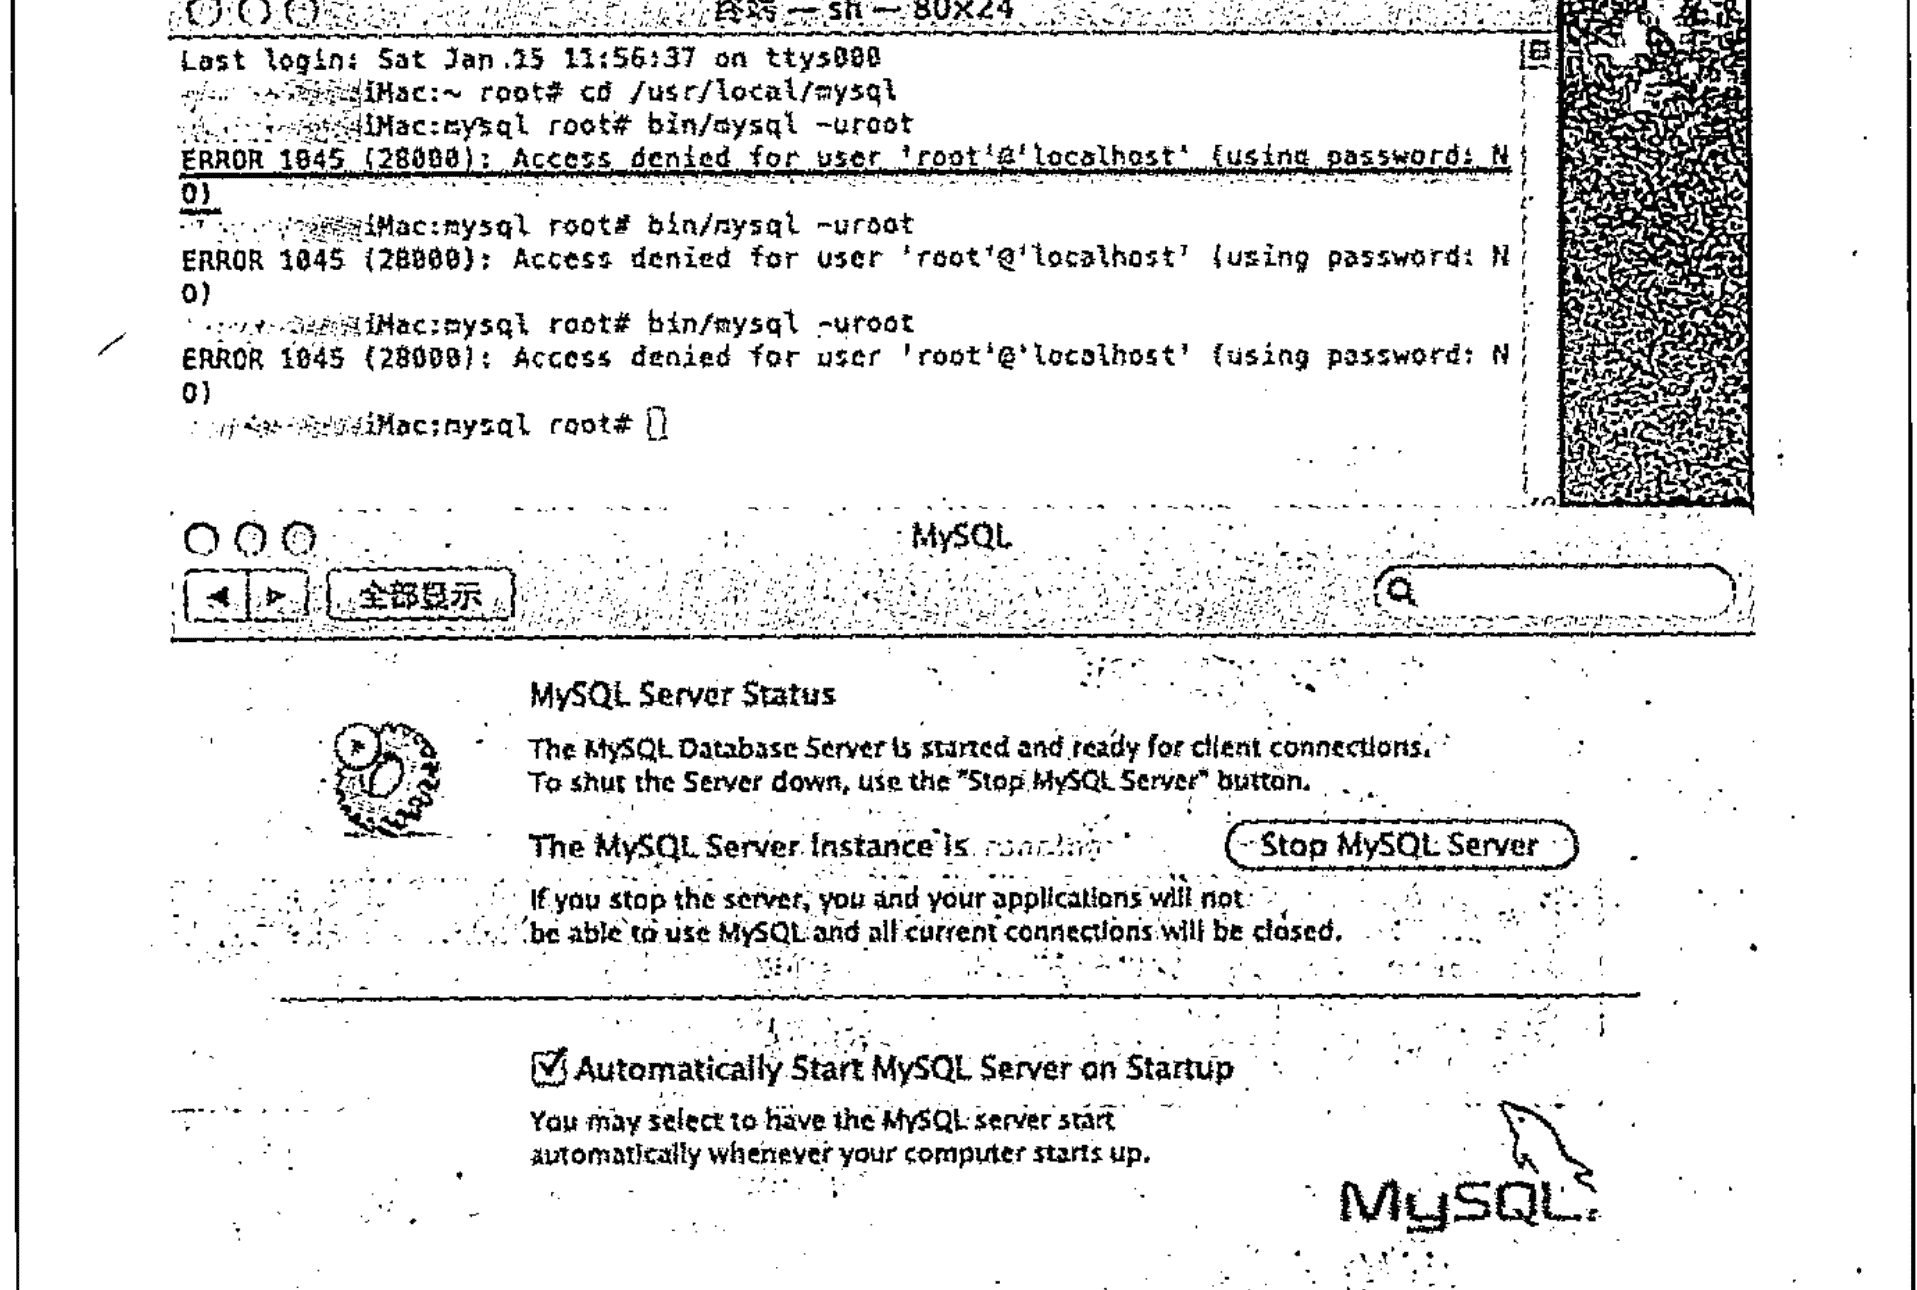 终端 — sh — 80×24
Last login: Sat Jan 15 11:56:37 on ttys000
iMac:~ root# cd /usr/local/mysql
iMac:mysql root# bin/mysql -uroot
ERROR 1045 (28000): Access denied for user 'root'@'localhost' (using password: N
O)
iMac:mysql root# bin/mysql -uroot
ERROR 1045 (28000): Access denied for user 'root'@'localhost' (using password: N
O)
iMac:mysql root# bin/mysql -uroot
ERROR 1045 (28000): Access denied for user 'root'@'localhost' (using password: N
O)
iMac:mysql root#
MySQL
全部显示
MySQL Server Status
The MySQL Database Server is started and ready for client connections.
To shut the Server down, use the "Stop MySQL Server" button.
The MySQL Server Instance is running
Stop MySQL Server
If you stop the server, you and your applications will not
be able to use MySQL and all current connections will be closed.
Automatically Start MySQL Server on Startup
You may select to have the MySQL server start
automatically whenever your computer starts up.
MySQL